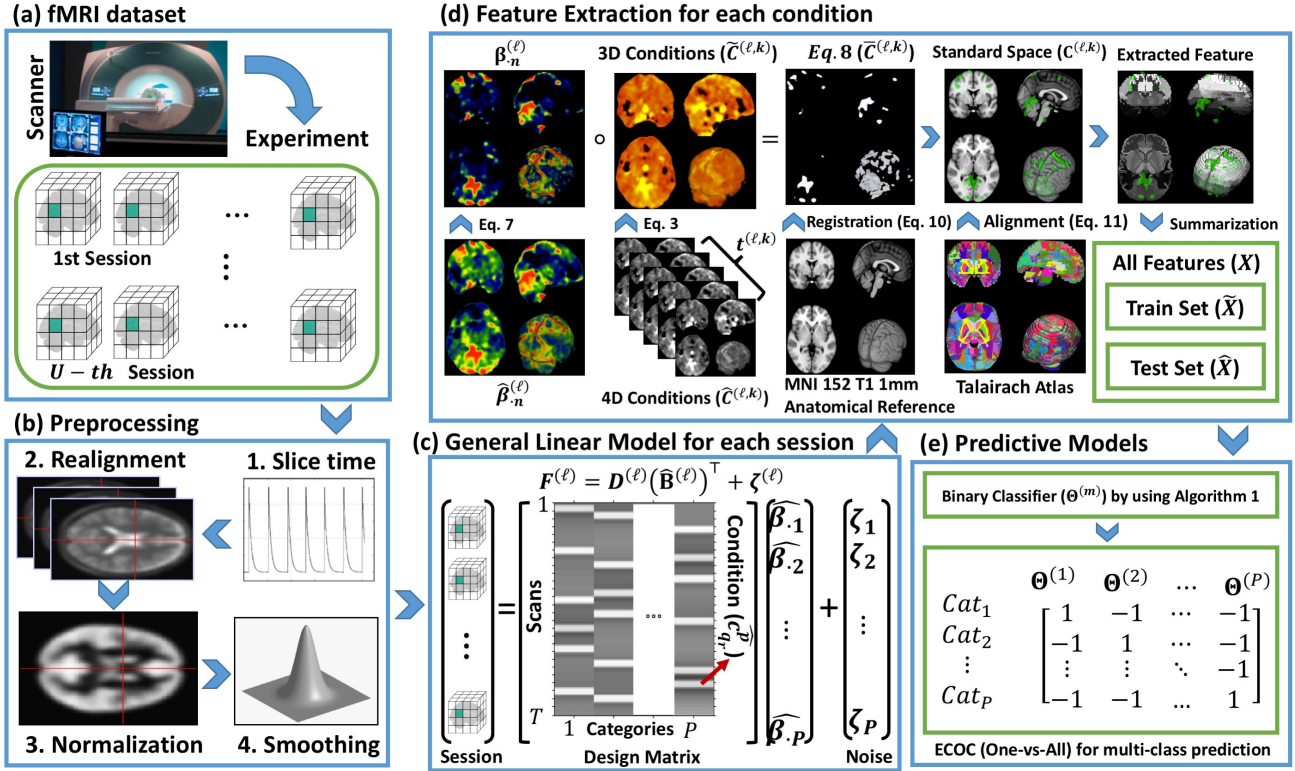 (a) fMRI dataset
Scanner
Experiment
...
1st Session
⋮
...
U − th Session
(b) Preprocessing
2. Realignment
1. Slice time
3. Normalization
4. Smoothing
(c) General Linear Model for each session
F^(ℓ) = D^(ℓ)(B̂^(ℓ))^⊤ + ζ^(ℓ)
Session
=
Scans
1
T
1 Categories P
Design Matrix
Condition (ĉ^p_{q_r})
β̂.1
β̂.2
⋮
β̂.P
+
ζ1
ζ2
⋮
ζP
Noise
(d) Feature Extraction for each condition
β.n^(ℓ)
3D Conditions (C̃^(ℓ,k))
Eq. 8 (C̄^(ℓ,k))
Standard Space (C^(ℓ,k))
Extracted Feature
∘
=
Eq. 7
Eq. 3
Registration (Eq. 10)
Alignment (Eq. 11)
Summarization
t^(ℓ,k)
β̂.n^(ℓ)
4D Conditions (Ĉ^(ℓ,k))
MNI 152 T1 1mm
Anatomical Reference
Talairach Atlas
All Features (X)
Train Set (X̃)
Test Set (X̂)
(e) Predictive Models
Binary Classifier (Θ^(m)) by using Algorithm 1
Θ^(1) Θ^(2) ... Θ^(P)
Cat1 1 −1 ⋯ −1
Cat2 −1 1 ... −1
⋮ ⋮ ⋮ ⋱ −1
CatP −1 −1 ... 1
ECOC (One-vs-All) for multi-class prediction